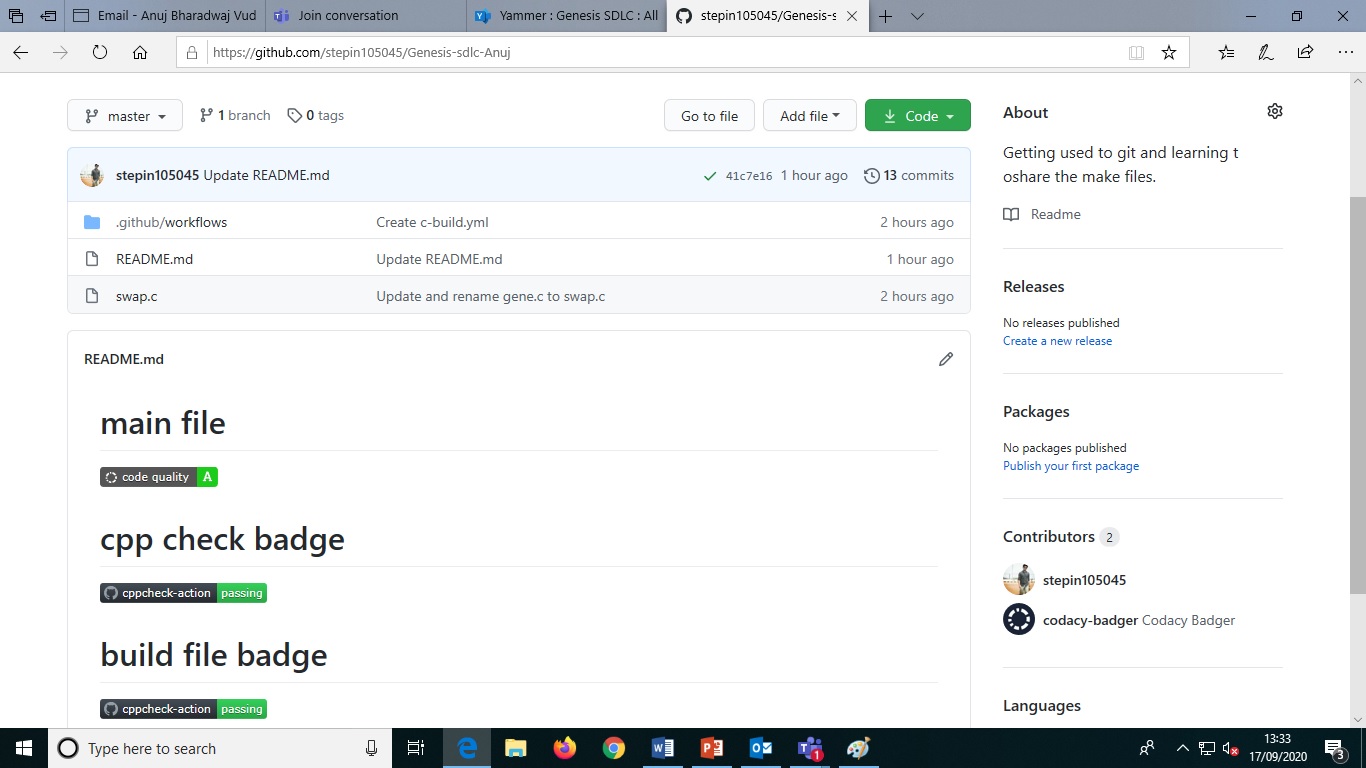 Email - Anuj Bharadwaj Vud
Join conversation
Yammer : Genesis SDLC : All
stepin105045/Genesis-s
https://github.com/stepin105045/Genesis-sdlc-Anuj
master
1 branch
0 tags
Go to file
Add file
Code
stepin105045 Update README.md
41c7e16 1 hour ago
13 commits
.github/workflows
Create c-build.yml
2 hours ago
README.md
Update README.md
1 hour ago
swap.c
Update and rename gene.c to swap.c
2 hours ago
README.md
main file
code quality A
cpp check badge
cppcheck-action passing
build file badge
cppcheck-action passing
About
Getting used to git and learning t
oshare the make files.
Readme
Releases
No releases published
Create a new release
Packages
No packages published
Publish your first package
Contributors 2
stepin105045
codacy-badger Codacy Badger
Languages
Type here to search
1
13:33
17/09/2020
3